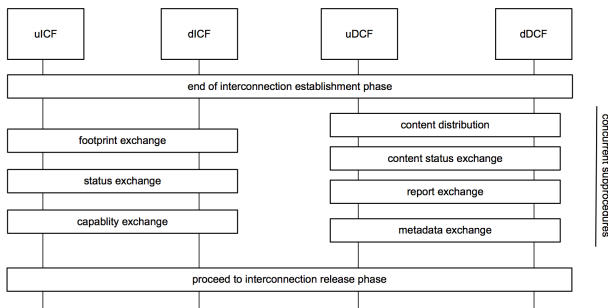 uICF
dICF
uDCF
dDCF
end of interconnection establishment phase
content distribution
footprint exchange
content status exchange
status exchange
report exchange
capablity exchange
metadata exchange
proceed to interconnection release phase
concurrent subprocedures